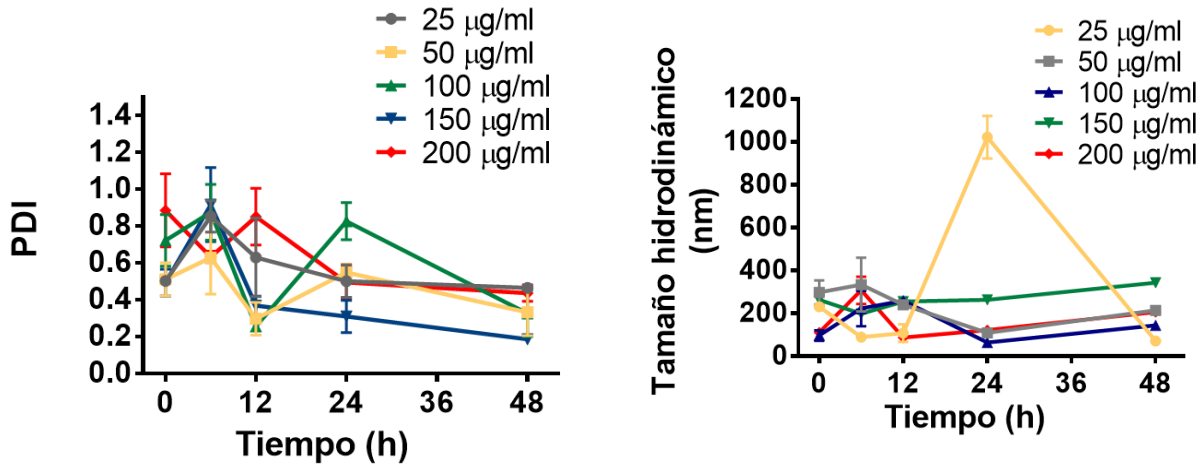 25 μg/ml
50 μg/ml
100 μg/ml
150 μg/ml
200 μg/ml
PDI
1.4
1.2
1.0
0.8
0.6
0.4
0.2
0.0
0
12
24
36
48
Tiempo (h)
25 μg/ml
50 μg/ml
100 μg/ml
150 μg/ml
200 μg/ml
Tamaño hidrodinámico
(nm)
1200
1000
800
600
400
200
0
0
12
24
36
48
Tiempo (h)